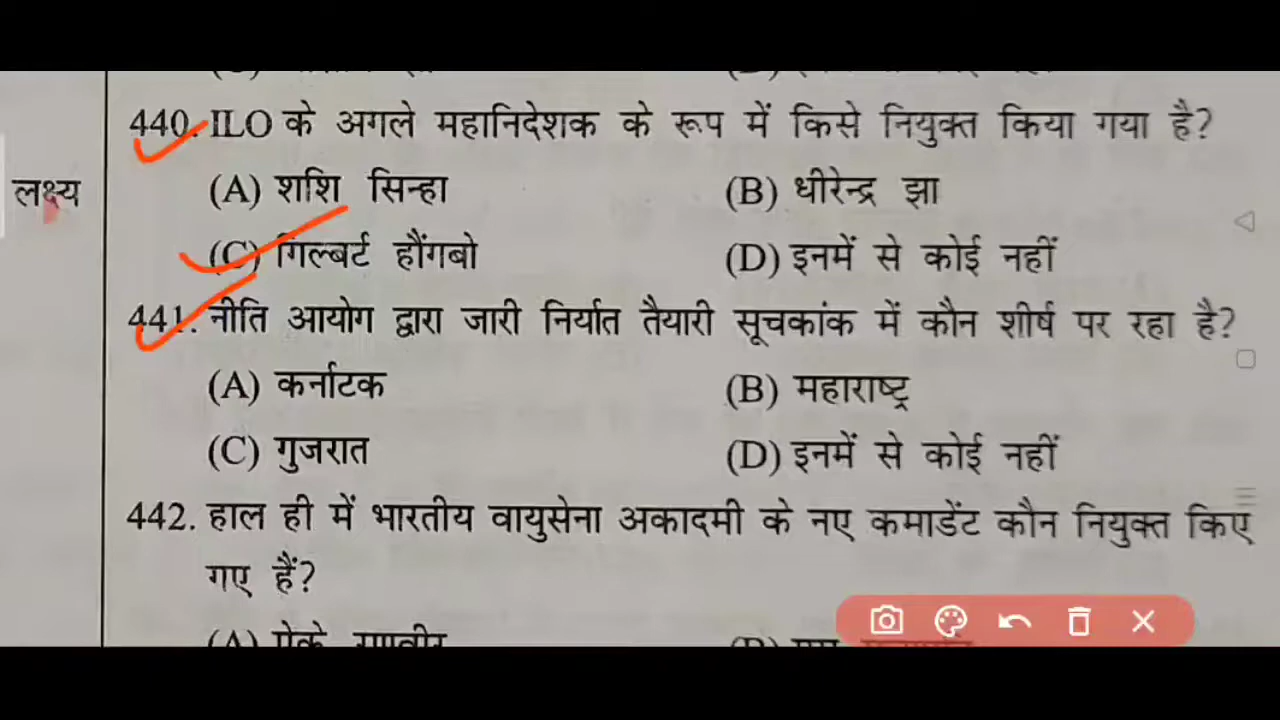 440. ILO के अगले महानिदेशक के रूप में किसे नियुक्त किया गया है?
लक्ष्य
(A) शशि सिन्हा (B) धीरेन्द्र झा
(C) गिल्बर्ट हौंगबो (D) इनमें से कोई नहीं
441. नीति आयोग द्वारा जारी निर्यात तैयारी सूचकांक में कौन शीर्ष पर रहा है?
(A) कर्नाटक (B) महाराष्ट्र
(C) गुजरात (D) इनमें से कोई नहीं
442. हाल ही में भारतीय वायुसेना अकादमी के नए कमाडेंट कौन नियुक्त किए
गए हैं?
(A) (B)